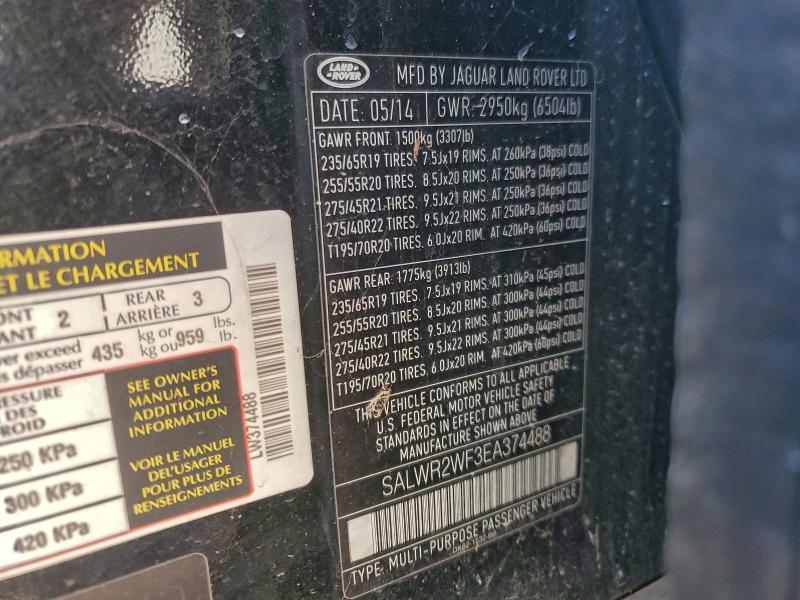 LAND ROVER
MFD BY JAGUAR LAND ROVER LTD
DATE: 05/14 GWR: 2950kg (6504lb)
GAWR FRONT: 1500kg (3307lb)
235/65R19 TIRES. 7.5Jx19 RIMS. AT 260kPa (38psi) COLD
255/55R20 TIRES. 8.5Jx20 RIMS. AT 250kPa (36psi) COLD
275/45R21 TIRES. 9.5Jx21 RIMS. AT 250kPa (36psi) COLD
275/40R22 TIRES. 9.5Jx22 RIMS. AT 250kPa (36psi) COLD
T195/70R20 TIRES. 6.0Jx20 RIM. AT 420kPa (60psi) COLD
GAWR REAR: 1775kg (3913lb)
235/65R19 TIRES. 7.5Jx19 RIMS. AT 310kPa (45psi) COLD
255/55R20 TIRES. 8.5Jx20 RIMS. AT 300kPa (44psi) COLD
275/45R21 TIRES. 9.5Jx21 RIMS. AT 300kPa (44psi) COLD
275/40R22 TIRES. 9.5Jx22 RIMS. AT 300kPa (44psi) COLD
T195/70R20 TIRES. 6.0Jx20 RIM. AT 420kPa (60psi) COLD
THIS VEHICLE CONFORMS TO ALL APPLICABLE
U.S. FEDERAL MOTOR VEHICLE SAFETY
STANDARDS IN EFFECT ON THE DATE OF
MANUFACTURE SHOWN ABOVE.
SALWR2WF3EA374488
TYPE: MULTI-PURPOSE PASSENGER VEHICLE
RMATION
ET LE CHARGEMENT
ONT
ANT 2
REAR
ARRIÈRE 3
ver exceed
s dépasser 435 kg or
kg ou 959 lbs.
lb.
ESSURE
DES
ROID
250 KPa
300 KPa
420 KPa
SEE OWNER'S
MANUAL FOR
ADDITIONAL
INFORMATION
VOIR LE MANUEL
DE L'USAGER
POUR PLUS DE
RENSEIGNEMENTS
LW374488